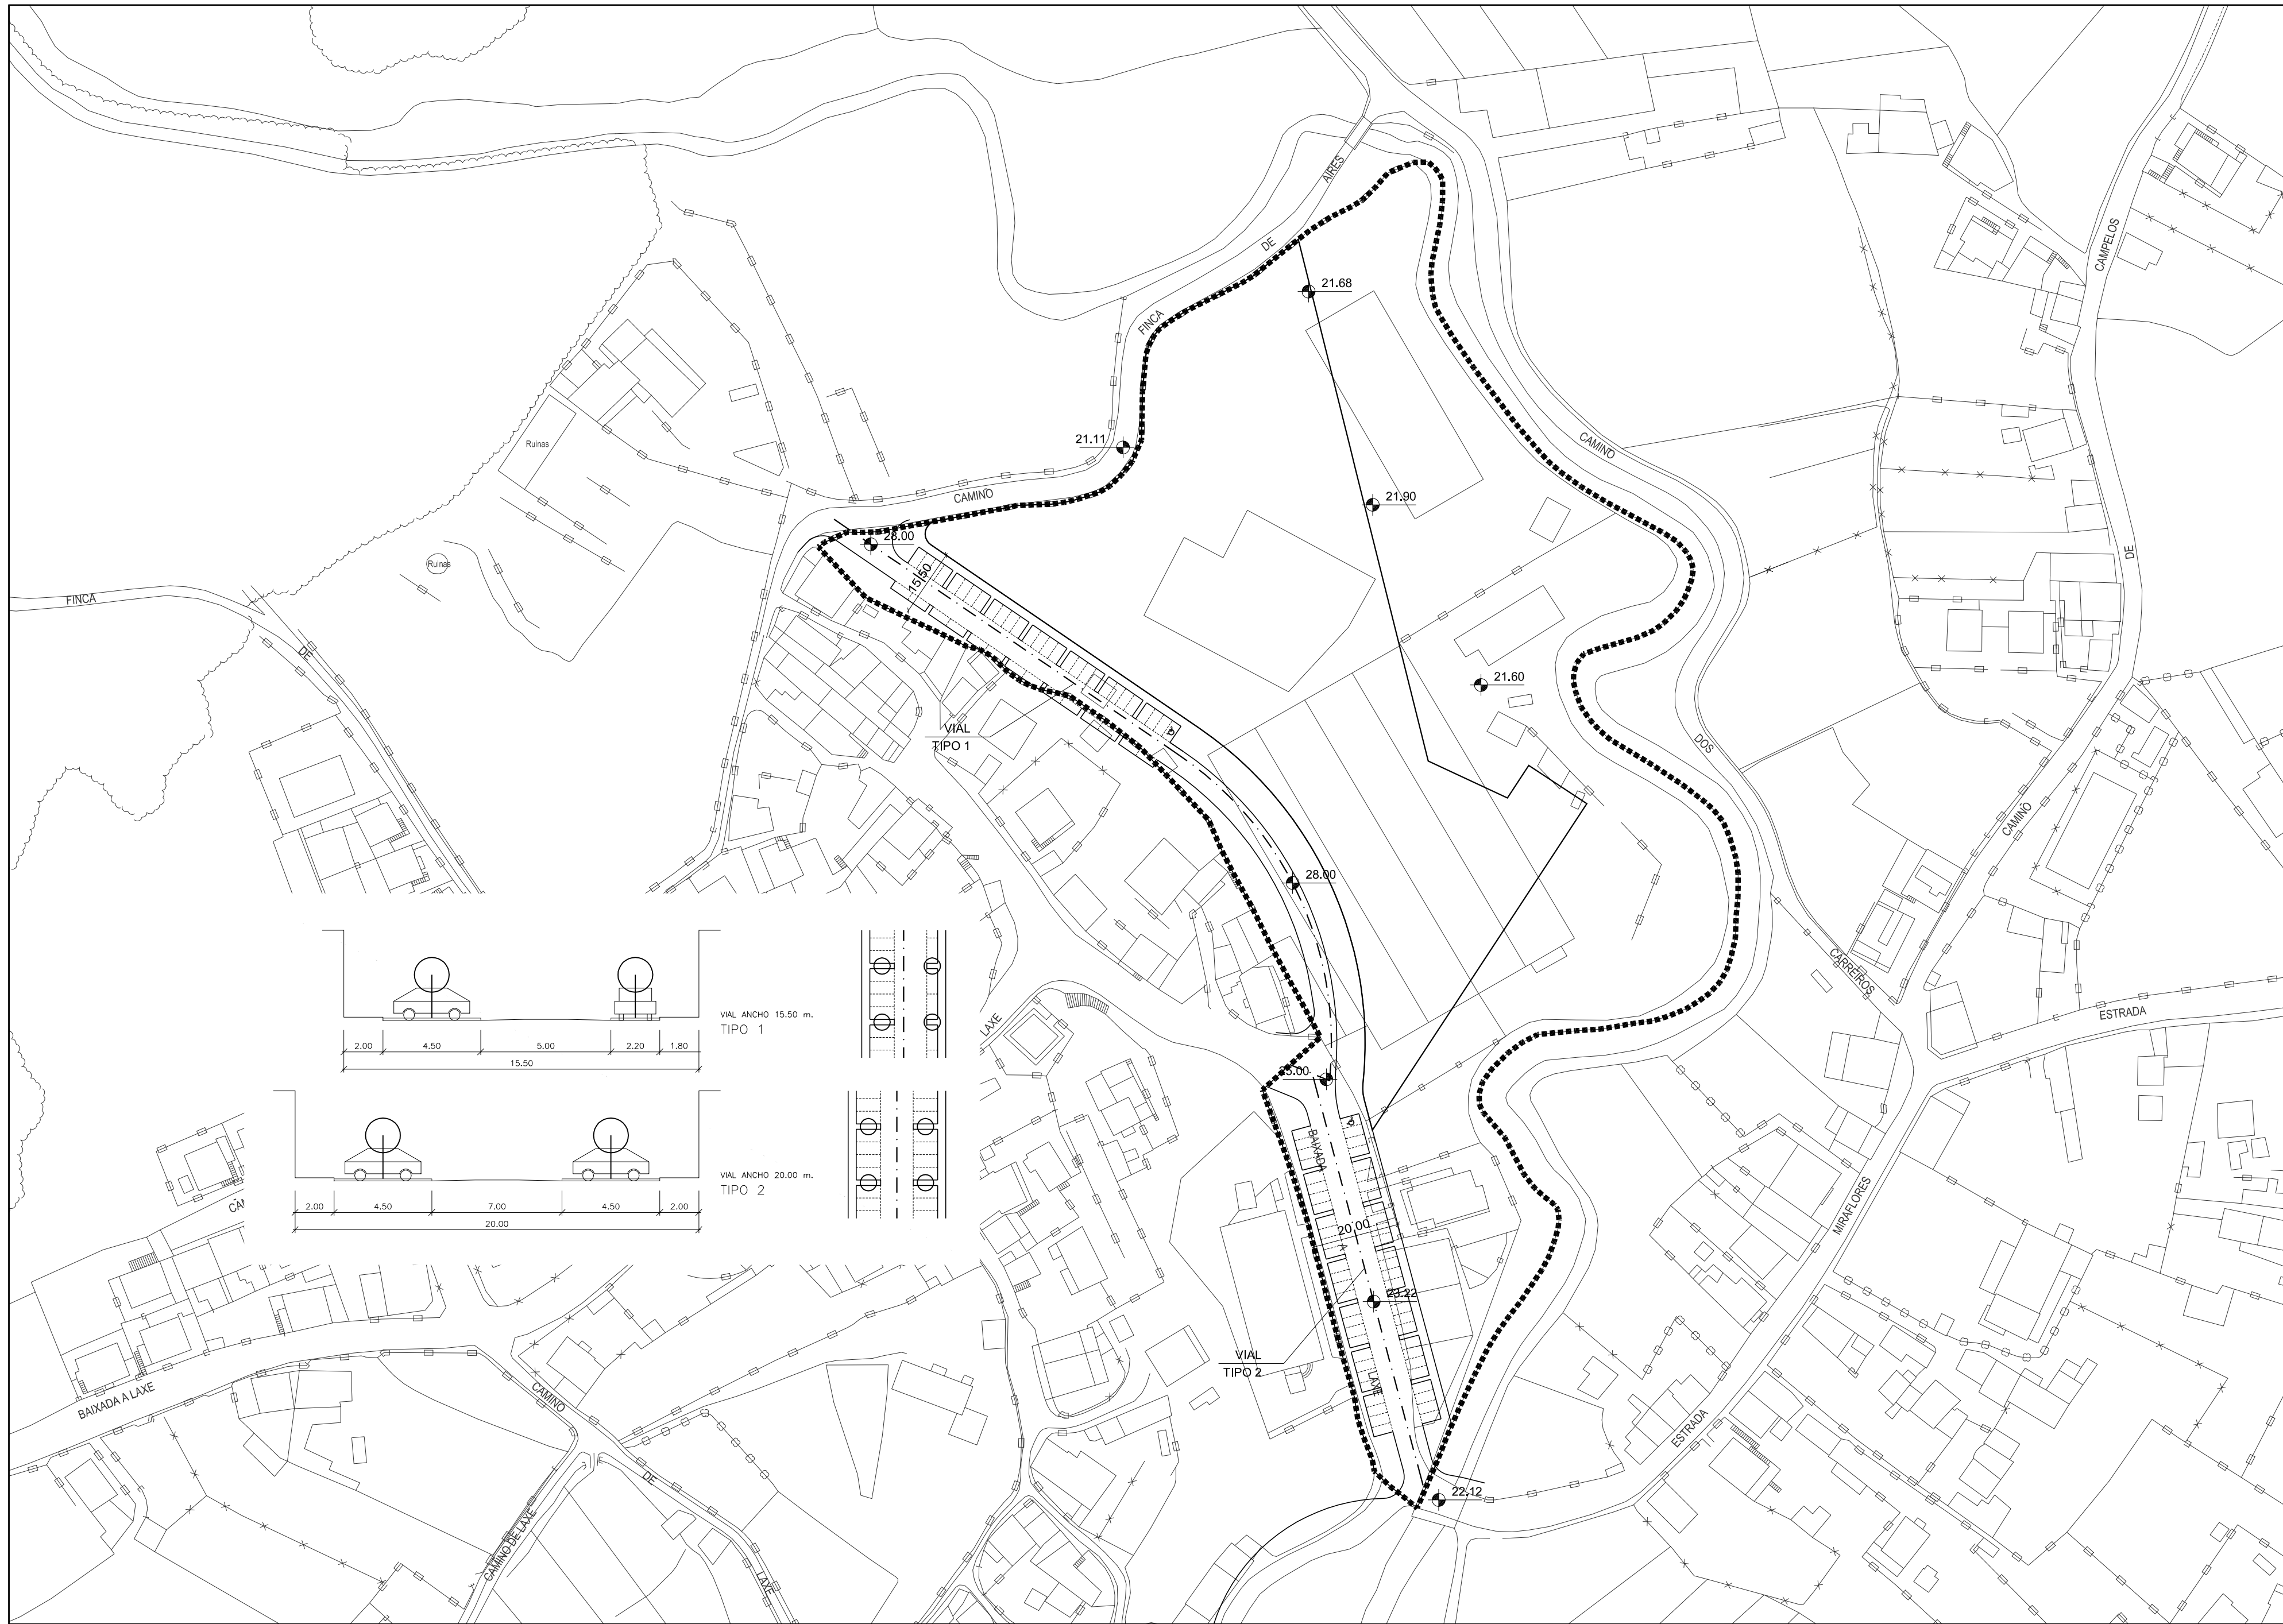 AIRES
DE
FINCA
CAMINO
21.68
21.11
21.90
28.00
15.50
21.60
CAMINO
DOS
CARREIROS
CAMPELOS
DE
CAMIÑO
Ruinas
Ruinas
FINCA
DE
VIAL
TIPO 1
28.00
ESTRADA
LAXE
VIAL ANCHO 15.50 m.
TIPO 1
2.00 4.50 5.00 2.20 1.80
15.50
VIAL ANCHO 20.00 m.
TIPO 2
2.00 4.50 7.00 4.50 2.00
20.00
BAIXADA
A
LAXE
20.00
23.22
VIAL
TIPO 2
22.12
MIRAFLORES
ESTRADA
BAIXADA A LAXE
CAMINO
DE
LAXE
CAMINO DE LAXE